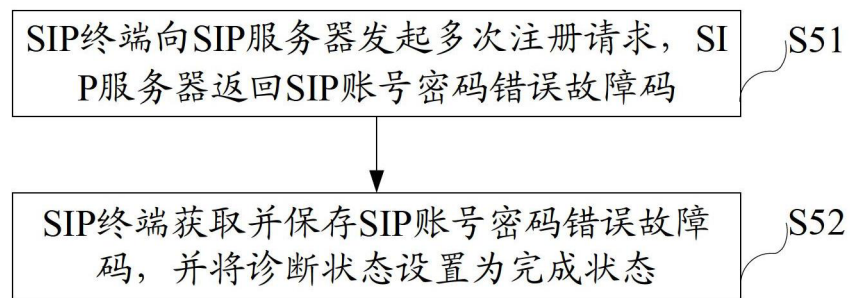 SIP终端向SIP服务器发起多次注册请求，SI
P服务器返回SIP账号密码错误故障码
S51
SIP终端获取并保存SIP账号密码错误故障
码，并将诊断状态设置为完成状态
S52